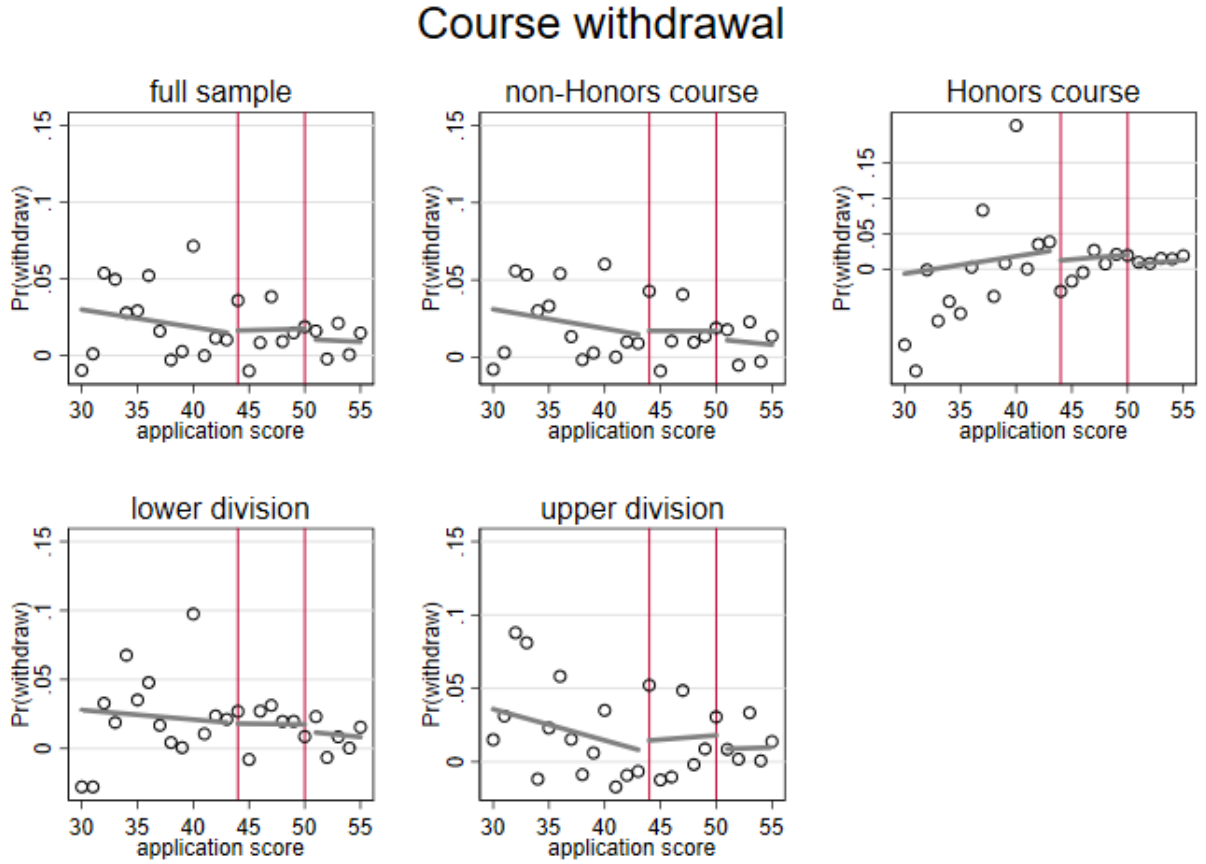 Course withdrawal
full sample
Pr(withdraw)
.15
.1
.05
0
30 35 40 45 50 55
application score
non-Honors course
Pr(withdraw)
.15
.1
.05
0
30 35 40 45 50 55
application score
Honors course
Pr(withdraw)
.15
.1
.05
0
30 35 40 45 50 55
application score
lower division
Pr(withdraw)
.15
.1
.05
0
30 35 40 45 50 55
application score
upper division
Pr(withdraw)
.15
.1
.05
0
30 35 40 45 50 55
application score